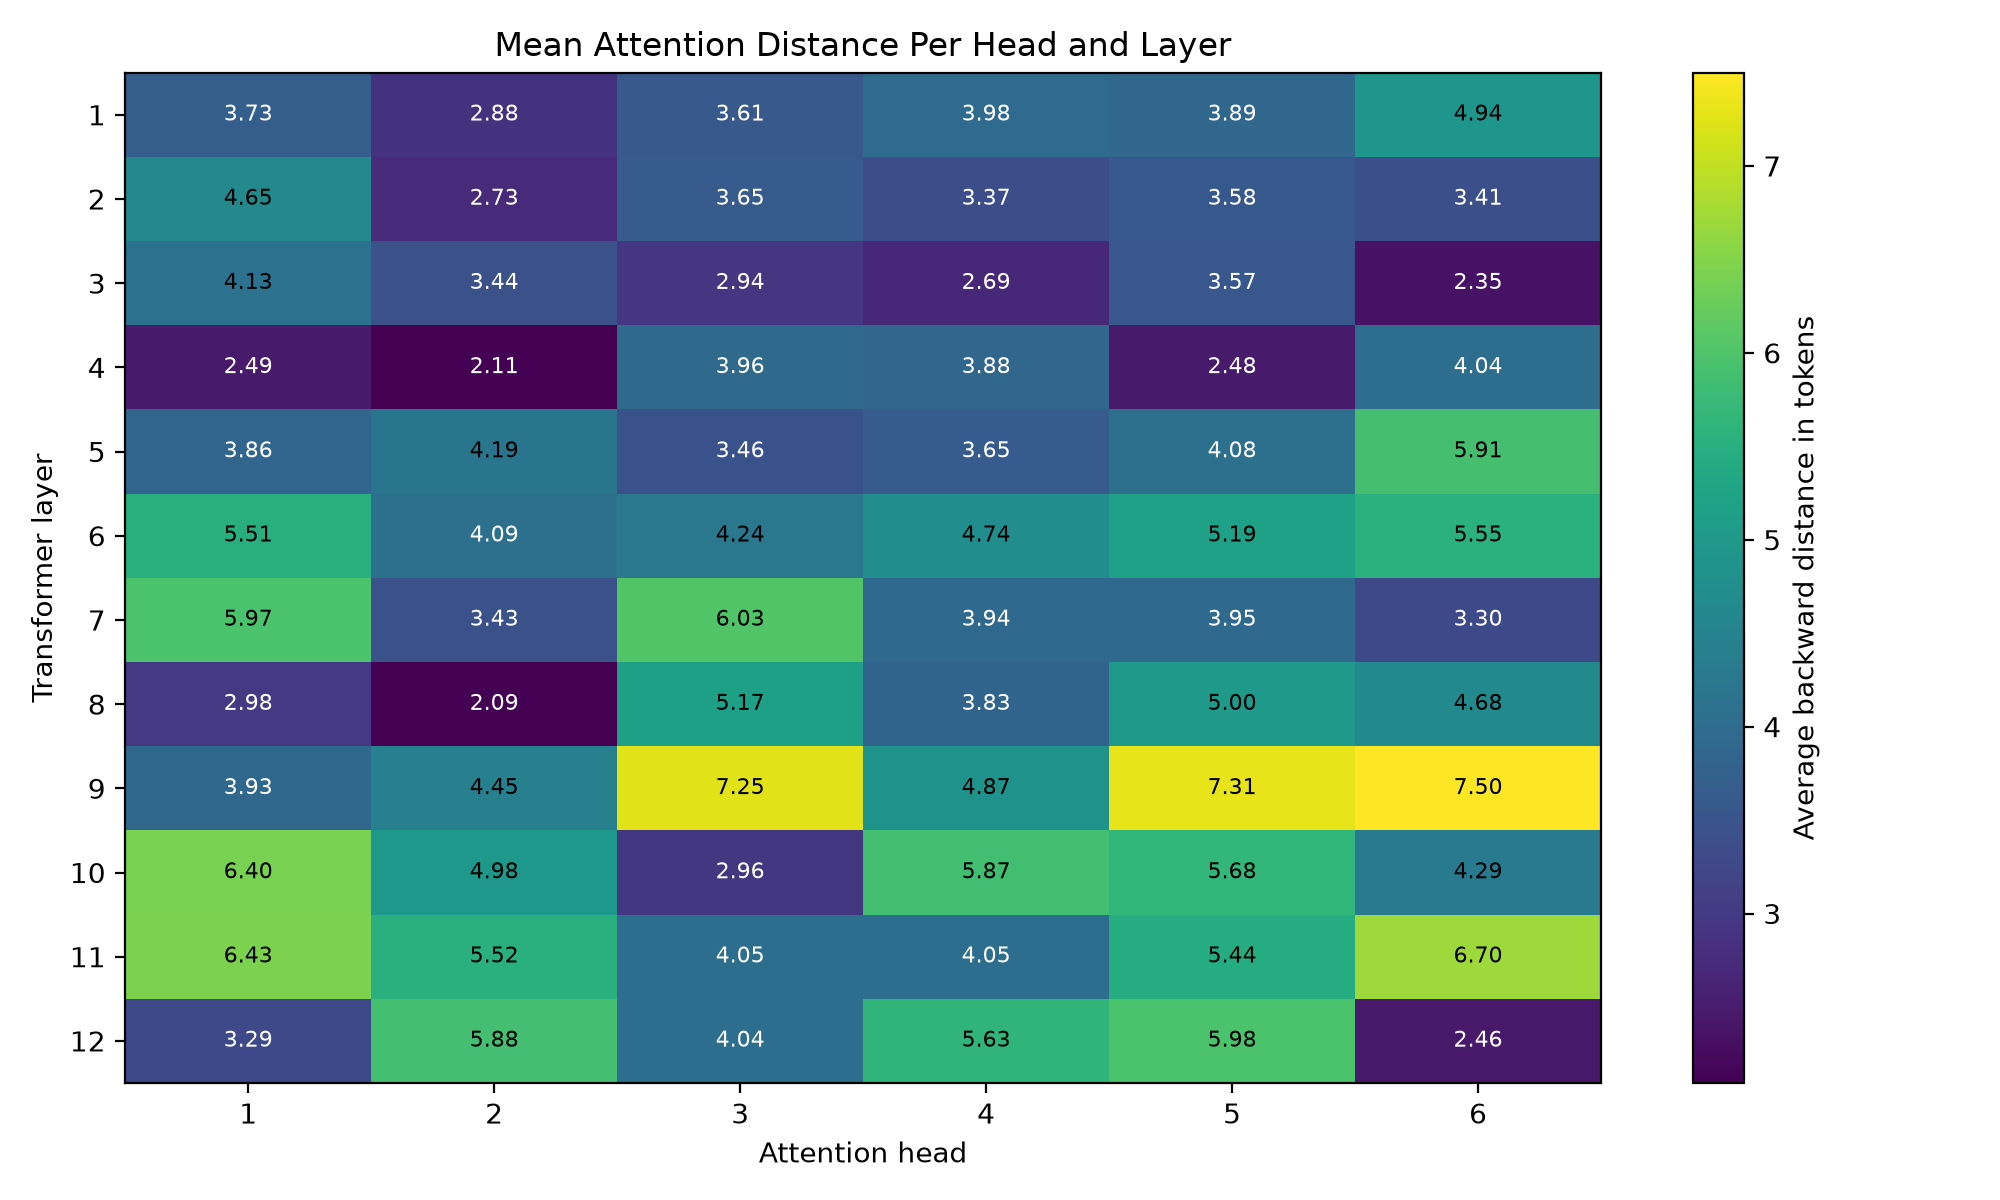 Mean Attention Distance Per Head and Layer
1 3.73 2.88 3.61 3.98 3.89 4.94
2 4.65 2.73 3.65 3.37 3.58 3.41
3 4.13 3.44 2.94 2.69 3.57 2.35
4 2.49 2.11 3.96 3.88 2.48 4.04
5 3.86 4.19 3.46 3.65 4.08 5.91
6 5.51 4.09 4.24 4.74 5.19 5.55
7 5.97 3.43 6.03 3.94 3.95 3.30
8 2.98 2.09 5.17 3.83 5.00 4.68
9 3.93 4.45 7.25 4.87 7.31 7.50
10 6.40 4.98 2.96 5.87 5.68 4.29
11 6.43 5.52 4.05 4.05 5.44 6.70
12 3.29 5.88 4.04 5.63 5.98 2.46
1 2 3 4 5 6
Attention head
Transformer layer
7
6
5
4
3
Average backward distance in tokens